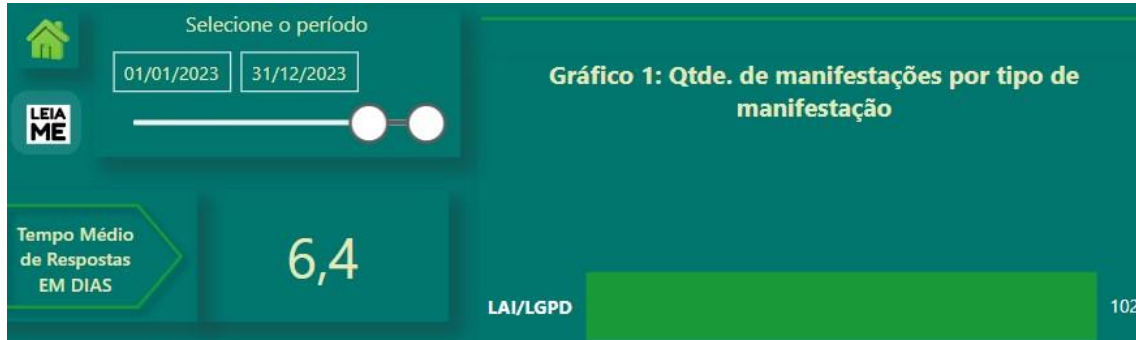 Selecione o período
01/01/2023 31/12/2023
LEIA
ME
Tempo Médio
de Respostas
EM DIAS
6,4
Gráfico 1: Qtde. de manifestações por tipo de
manifestação
LAI/LGPD
102